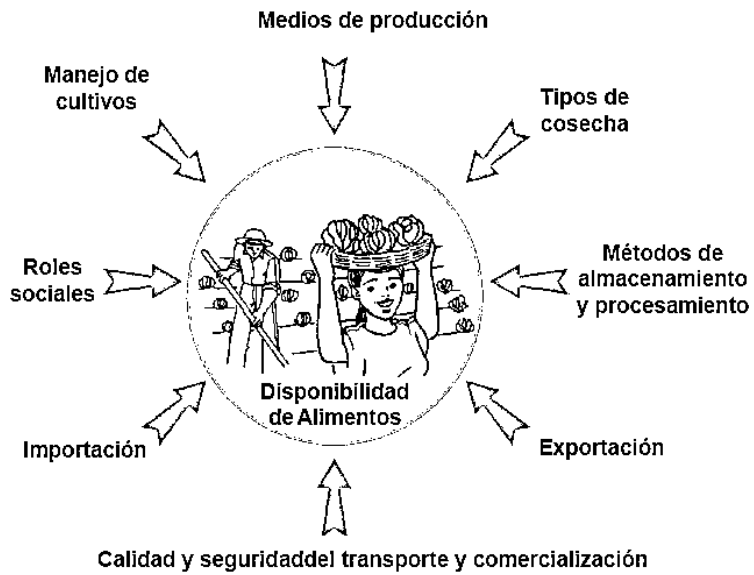 Medios de producción
Manejo de
cultivos
Tipos de
cosecha
Roles
sociales
Métodos de
almacenamiento
y procesamiento
Disponibilidad
de Alimentos
Importación
Exportación
Calidad y seguridaddel transporte y comercialización